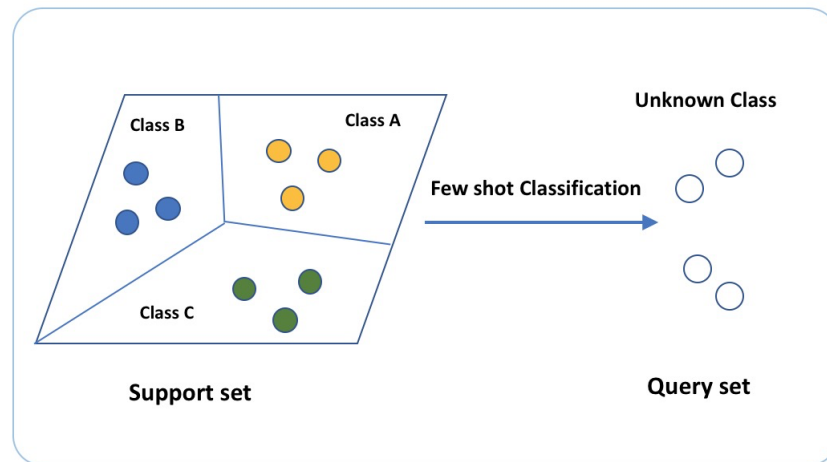 Unknown Class
Class B
Class A
Few shot Classification
Class C
Support set
Query set